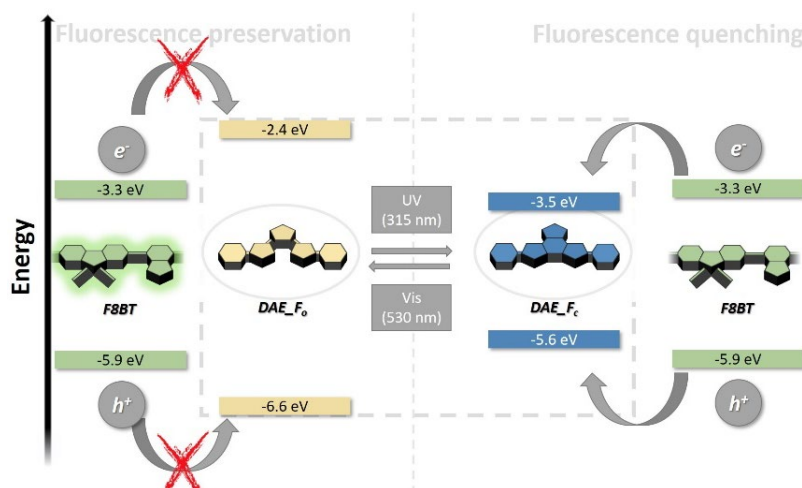 Fluorescence preservation
Fluorescence quenching
Energy
e-
-3.3 eV
F8BT
-5.9 eV
h+
-2.4 eV
DAE_Fo
-6.6 eV
UV
(315 nm)
Vis
(530 nm)
-3.5 eV
DAE_Fc
-5.6 eV
e-
-3.3 eV
F8BT
-5.9 eV
h+